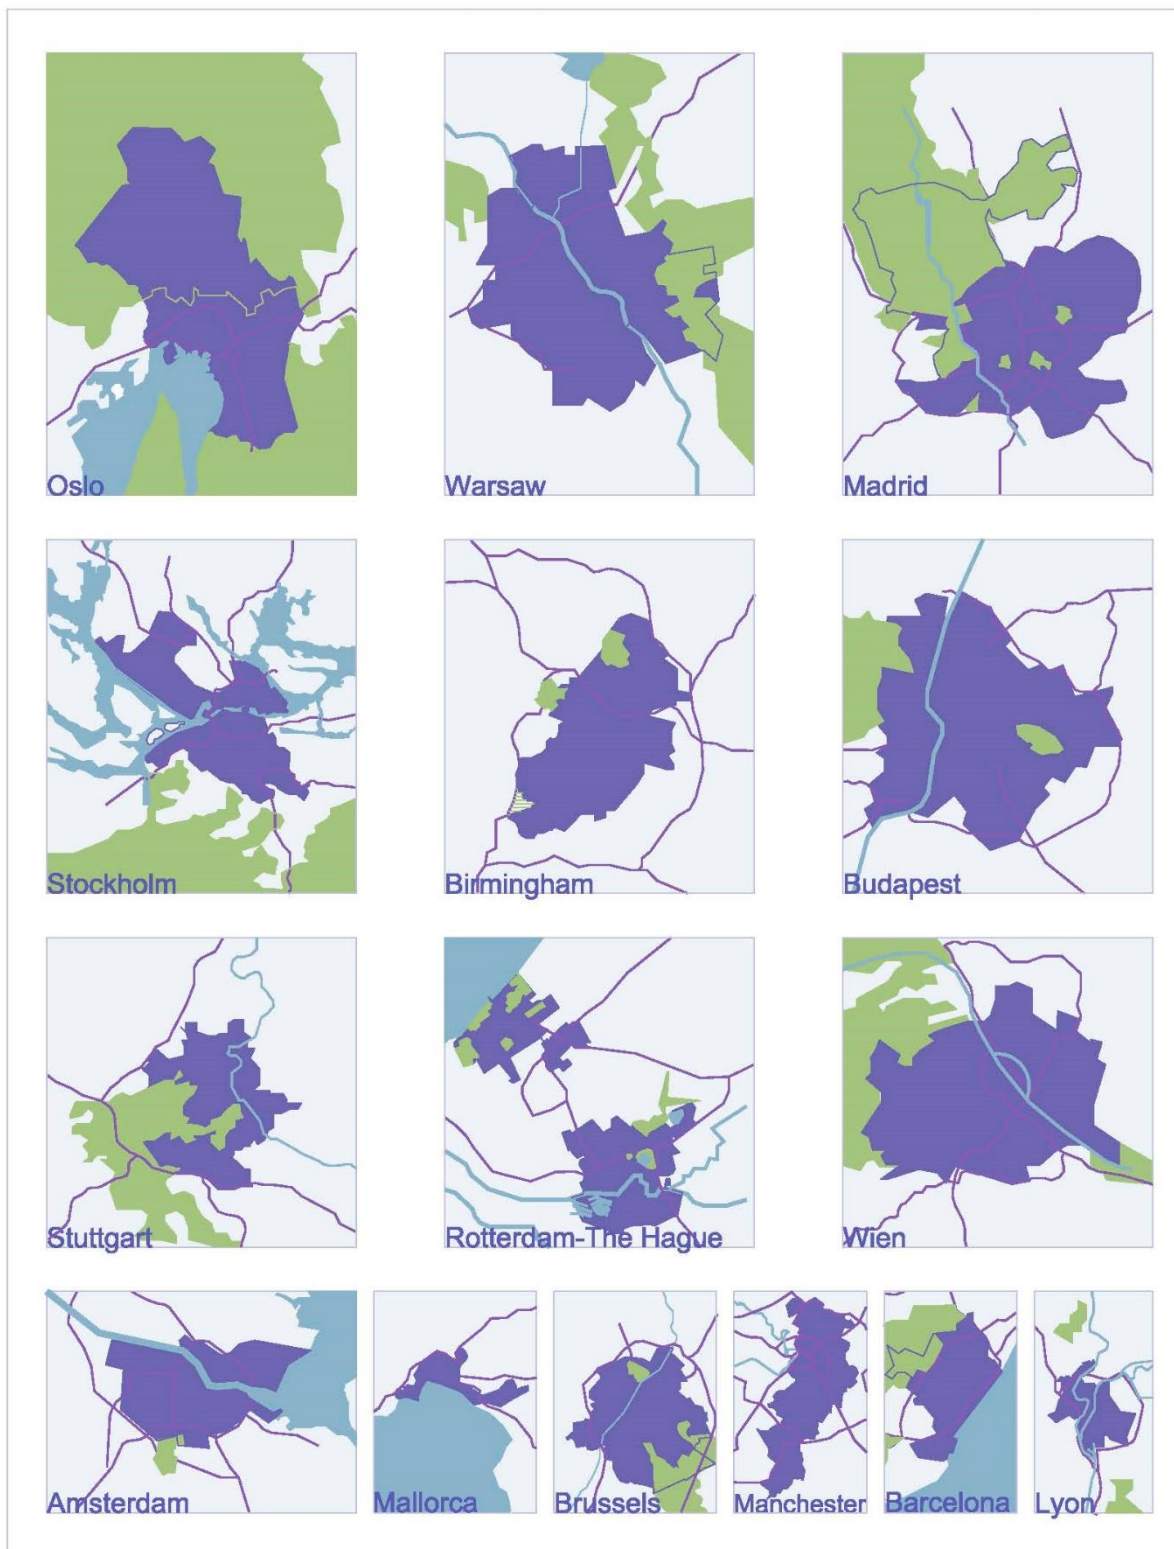 Oslo
Warsaw
Madrid
Stockholm
Birmingham
Budapest
Stuttgart
Rotterdam-The Hague
Wien
Amsterdam
Mallorca
Brussels
Manchester
Barcelona
Lyon